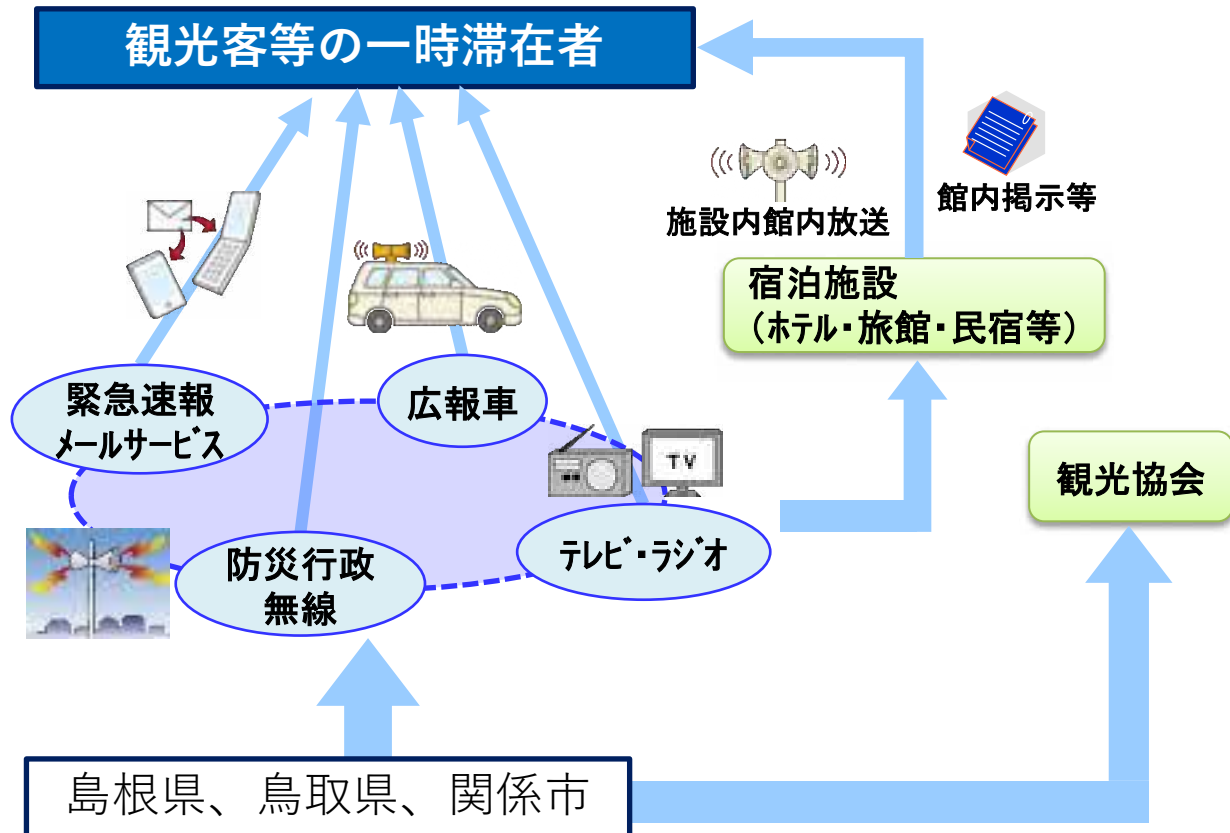 観光客等の一時滞在者
施設内館内放送
館内掲示等
宿泊施設
（ホテル・旅館・民宿等）
緊急速報
メールサービス
広報車
TV
観光協会
防災行政
無線
テレビ・ラジオ
島根県、鳥取県、関係市